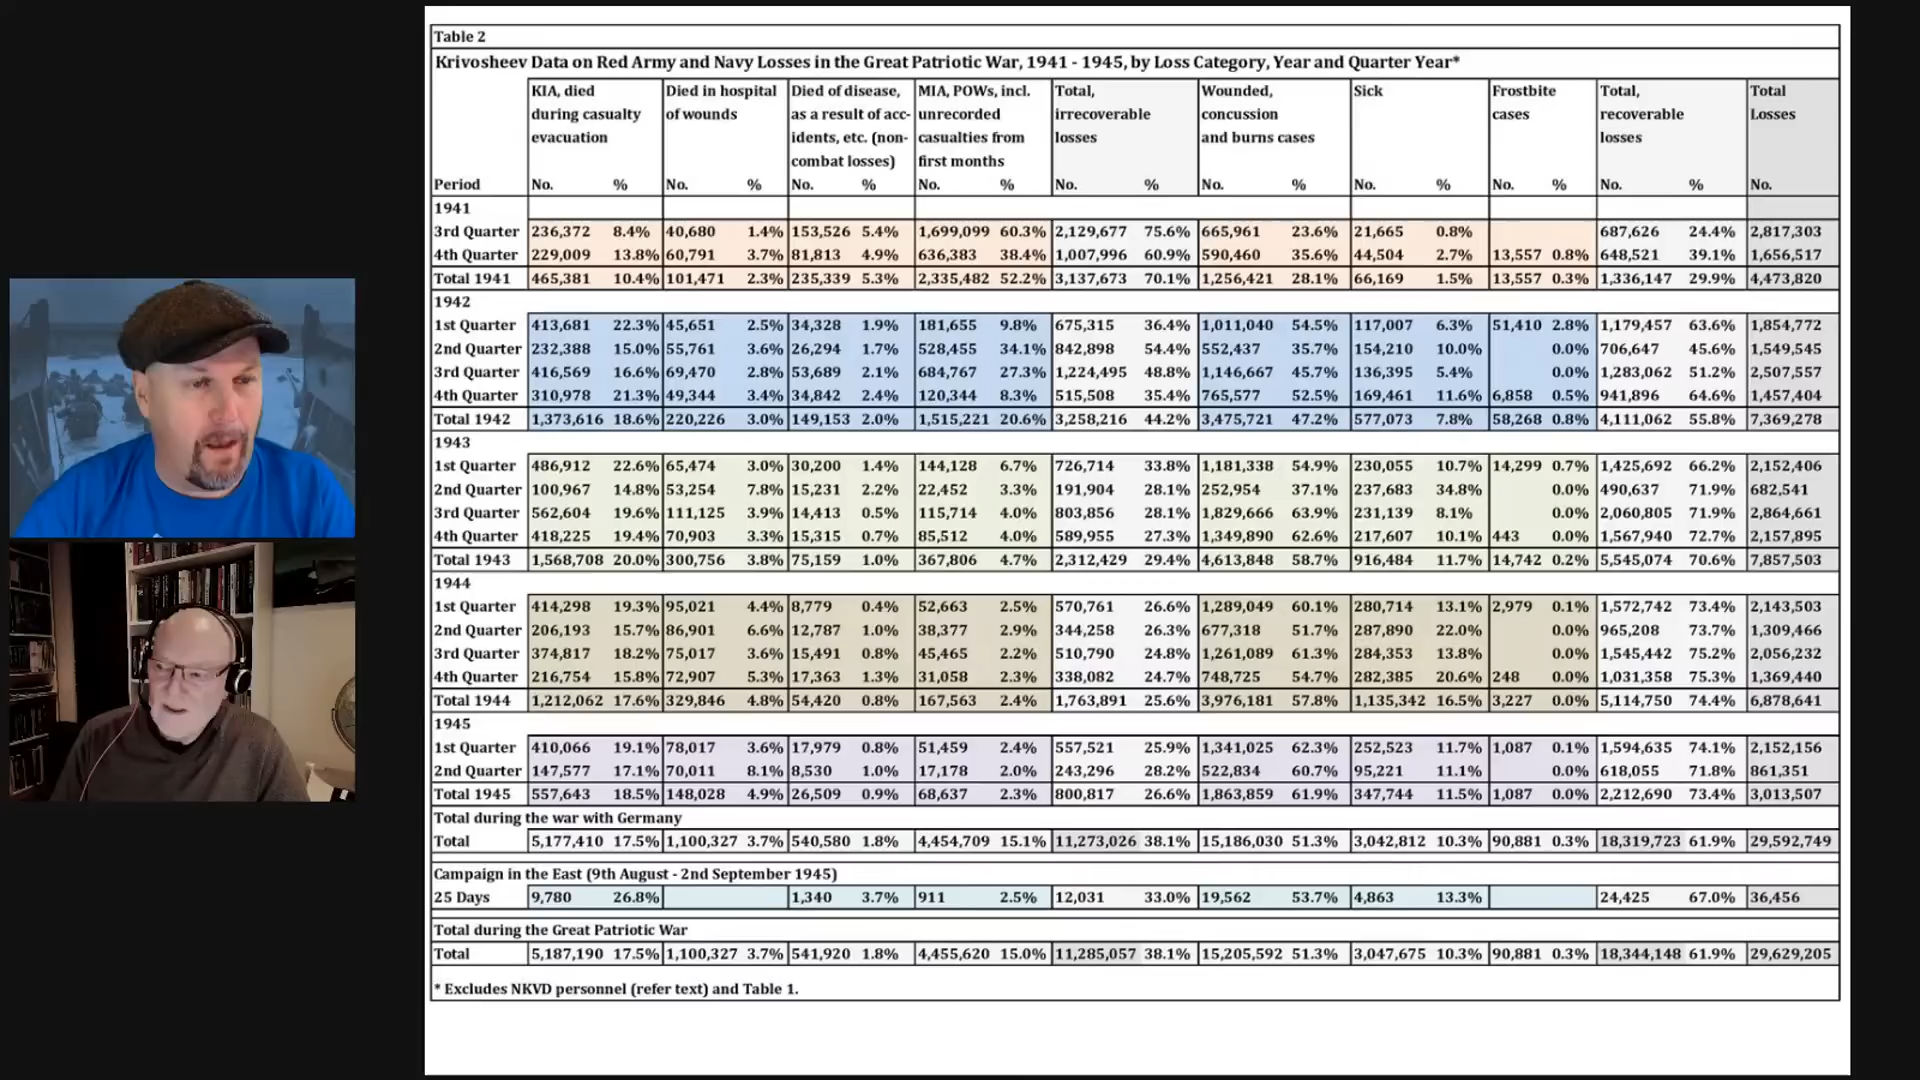 Table 2
Krivosheev Data on Red Army and Navy Losses in the Great Patriotic War, 1941 - 1945, by Loss Category, Year and Quarter Year*
KIA, died Died in hospital Died of disease, MIA, POWs, incl. Total, Wounded, Sick Frostbite Total, Total
during casualty of wounds as a result of acc- unrecorded irrecoverable concussion cases recoverable Losses
evacuation idents, etc. (non- casualties from losses and burns cases losses
combat losses) first months
Period No. % No. % No. % No. % No. % No. % No. % No. % No. % No.
1941
3rd Quarter 236,372 8.4% 40,680 1.4% 153,526 5.4% 1,699,099 60.3% 2,129,677 75.6% 665,961 23.6% 21,665 0.8% 687,626 24.4% 2,817,303
4th Quarter 229,009 13.8% 60,791 3.7% 81,813 4.9% 636,383 38.4% 1,007,996 60.9% 590,460 35.6% 44,504 2.7% 13,557 0.8% 648,521 39.1% 1,656,517
Total 1941 465,381 10.4% 101,471 2.3% 235,339 5.3% 2,335,482 52.2% 3,137,673 70.1% 1,256,421 28.1% 66,169 1.5% 13,557 0.3% 1,336,147 29.9% 4,473,820
1942
1st Quarter 413,681 22.3% 45,651 2.5% 34,328 1.9% 181,655 9.8% 675,315 36.4% 1,011,040 54.5% 117,007 6.3% 51,410 2.8% 1,179,457 63.6% 1,854,772
2nd Quarter 232,388 15.0% 55,761 3.6% 26,294 1.7% 528,455 34.1% 842,898 54.4% 552,437 35.7% 154,210 10.0% 0.0% 706,647 45.6% 1,549,545
3rd Quarter 416,569 16.6% 69,470 2.8% 53,689 2.1% 684,767 27.3% 1,224,495 48.8% 1,146,667 45.7% 136,395 5.4% 0.0% 1,283,062 51.2% 2,507,557
4th Quarter 310,978 21.3% 49,344 3.4% 34,842 2.4% 120,344 8.3% 515,508 35.4% 765,577 52.5% 169,461 11.6% 6,858 0.5% 941,896 64.6% 1,457,404
Total 1942 1,373,616 18.6% 220,226 3.0% 149,153 2.0% 1,515,221 20.6% 3,258,216 44.2% 3,475,721 47.2% 577,073 7.8% 58,268 0.8% 4,111,062 55.8% 7,369,278
1943
1st Quarter 486,912 22.6% 65,474 3.0% 30,200 1.4% 144,128 6.7% 726,714 33.8% 1,181,338 54.9% 230,055 10.7% 14,299 0.7% 1,425,692 66.2% 2,152,406
2nd Quarter 100,967 14.8% 53,254 7.8% 15,231 2.2% 22,452 3.3% 191,904 28.1% 252,954 37.1% 237,683 34.8% 0.0% 490,637 71.9% 682,541
3rd Quarter 562,604 19.6% 111,125 3.9% 14,413 0.5% 115,714 4.0% 803,856 28.1% 1,829,666 63.9% 231,139 8.1% 0.0% 2,060,805 71.9% 2,864,661
4th Quarter 418,225 19.4% 70,903 3.3% 15,315 0.7% 85,512 4.0% 589,955 27.3% 1,349,890 62.6% 217,607 10.1% 443 0.0% 1,567,940 72.7% 2,157,895
Total 1943 1,568,708 20.0% 300,756 3.8% 75,159 1.0% 367,806 4.7% 2,312,429 29.4% 4,613,848 58.7% 916,484 11.7% 14,742 0.2% 5,545,074 70.6% 7,857,503
1944
1st Quarter 414,298 19.3% 95,021 4.4% 8,779 0.4% 52,663 2.5% 570,761 26.6% 1,289,049 60.1% 280,714 13.1% 2,979 0.1% 1,572,742 73.4% 2,143,503
2nd Quarter 206,193 15.7% 86,901 6.6% 12,787 1.0% 38,377 2.9% 344,258 26.3% 677,318 51.7% 287,890 22.0% 0.0% 965,208 73.7% 1,309,466
3rd Quarter 374,817 18.2% 75,017 3.6% 15,491 0.8% 45,465 2.2% 510,790 24.8% 1,261,089 61.3% 284,353 13.8% 0.0% 1,545,442 75.2% 2,056,232
4th Quarter 216,754 15.8% 72,907 5.3% 17,363 1.3% 31,058 2.3% 338,082 24.7% 748,725 54.7% 282,385 20.6% 248 0.0% 1,031,358 75.3% 1,369,440
Total 1944 1,212,062 17.6% 329,846 4.8% 54,420 0.8% 167,563 2.4% 1,763,891 25.6% 3,976,181 57.8% 1,135,342 16.5% 3,227 0.0% 5,114,750 74.4% 6,878,641
1945
1st Quarter 410,066 19.1% 78,017 3.6% 17,979 0.8% 51,459 2.4% 557,521 25.9% 1,341,025 62.3% 252,523 11.7% 1,087 0.1% 1,594,635 74.1% 2,152,156
2nd Quarter 147,577 17.1% 70,011 8.1% 8,530 1.0% 17,178 2.0% 243,296 28.2% 522,834 60.7% 95,221 11.1% 0.0% 618,055 71.8% 861,351
Total 1945 557,643 18.5% 148,028 4.9% 26,509 0.9% 68,637 2.3% 800,817 26.6% 1,863,859 61.9% 347,744 11.5% 1,087 0.0% 2,212,690 73.4% 3,013,507
Total during the war with Germany
Total 5,177,410 17.5% 1,100,327 3.7% 540,580 1.8% 4,454,709 15.1% 11,273,026 38.1% 15,186,030 51.3% 3,042,812 10.3% 90,881 0.3% 18,319,723 61.9% 29,592,749
Campaign in the East (9th August - 2nd September 1945)
25 Days 9,780 26.8% 1,340 3.7% 911 2.5% 12,031 33.0% 19,562 53.7% 4,863 13.3% 24,425 67.0% 36,456
Total during the Great Patriotic War
Total 5,187,190 17.5% 1,100,327 3.7% 541,920 1.8% 4,455,620 15.0% 11,285,057 38.1% 15,205,592 51.3% 3,047,675 10.3% 90,881 0.3% 18,344,148 61.9% 29,629,205
* Excludes NKVD personnel (refer text) and Table 1.